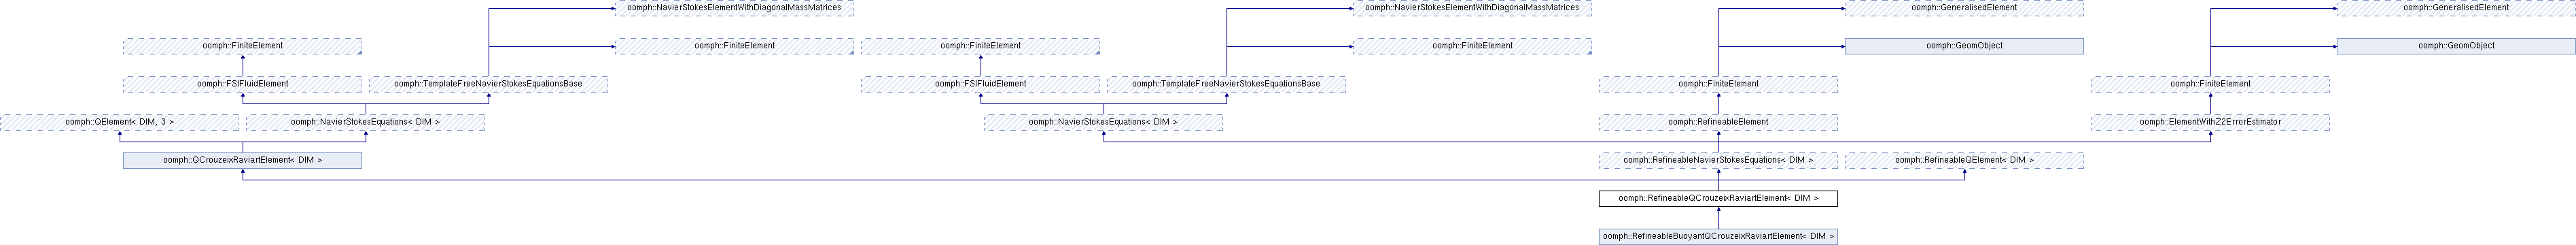 oomph::NavierStokesElementWithDiagonalMassMatrices
oomph::NavierStokesElementWithDiagonalMassMatrices
oomph::GeneralisedElement
oomph::GeneralisedElement
oomph::FiniteElement
oomph::FiniteElement
oomph::FiniteElement
oomph::FiniteElement
oomph::GeomObject
oomph::GeomObject
oomph::FSIFluidElement
oomph::TemplateFreeNavierStokesEquationsBase
oomph::FSIFluidElement
oomph::TemplateFreeNavierStokesEquationsBase
oomph::FiniteElement
oomph::FiniteElement
oomph::QElement< DIM, 3 >
oomph::NavierStokesEquations< DIM >
oomph::NavierStokesEquations< DIM >
oomph::RefineableElement
oomph::ElementWithZ2ErrorEstimator
oomph::QCrouzeixRaviartElement< DIM >
oomph::RefineableNavierStokesEquations< DIM >
oomph::RefineableQElement< DIM >
oomph::RefineableQCrouzeixRaviartElement< DIM >
oomph::RefineableBuoyantQCrouzeixRaviartElement< DIM >